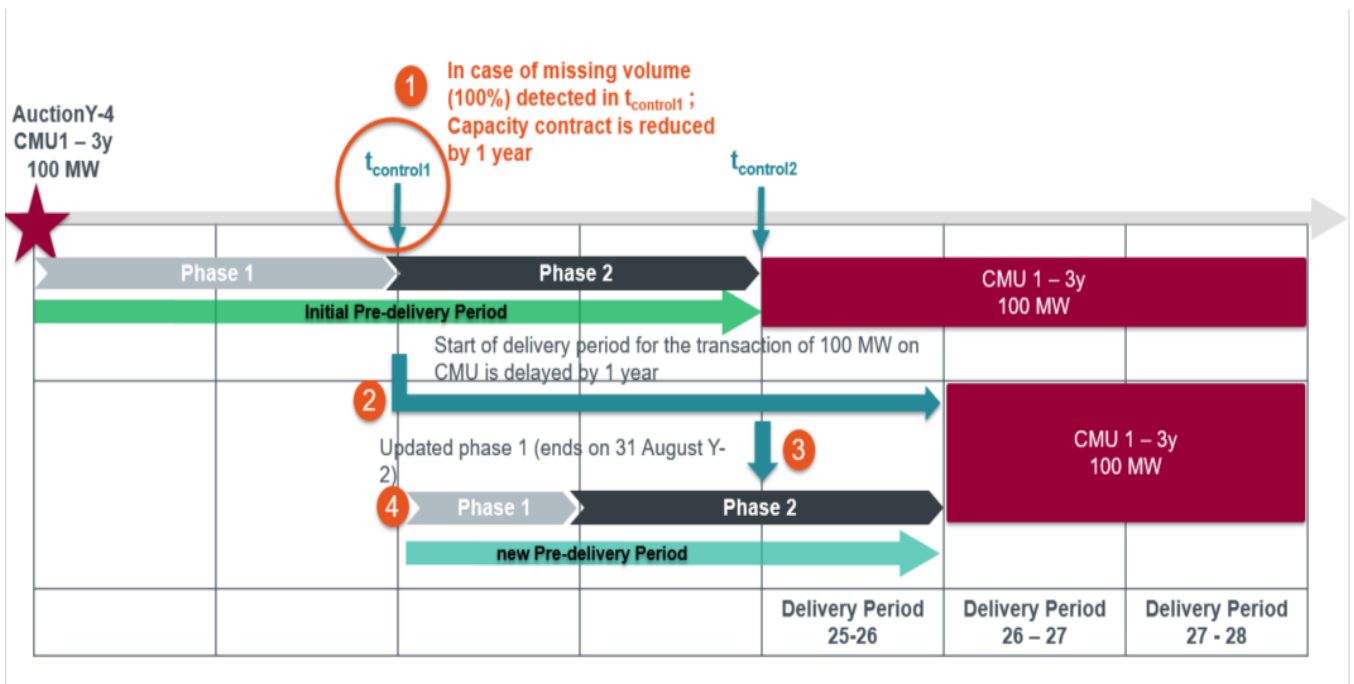 AuctionY-4
CMU1 – 3y
100 MW
1
In case of missing volume
(100%) detected in tcontrol1 ;
Capacity contract is reduced
by 1 year
tcontrol1
tcontrol2
Phase 1
Phase 2
CMU 1 – 3y
100 MW
Initial Pre-delivery Period
Start of delivery period for the transaction of 100 MW on
CMU is delayed by 1 year
2
Updated phase 1 (ends on 31 August Y-
2)
3
CMU 1 – 3y
100 MW
4
Phase 1
Phase 2
new Pre-delivery Period
Delivery Period
25-26
Delivery Period
26 – 27
Delivery Period
27 - 28